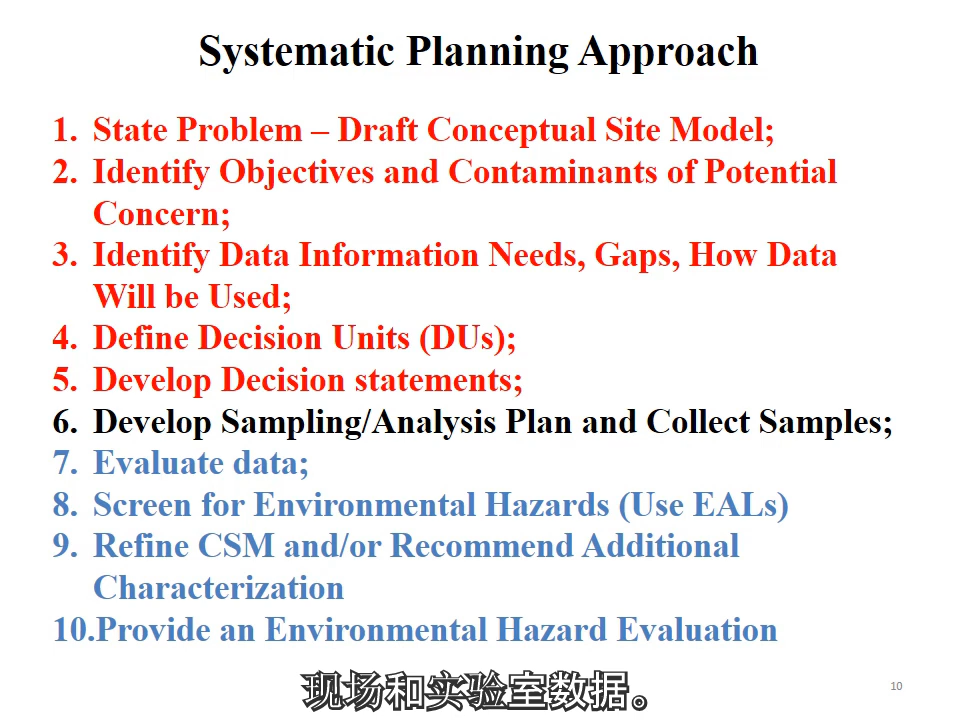 Systematic Planning Approach
1. State Problem – Draft Conceptual Site Model;
2. Identify Objectives and Contaminants of Potential
Concern;
3. Identify Data Information Needs, Gaps, How Data
Will be Used;
4. Define Decision Units (DUs);
5. Develop Decision statements;
6. Develop Sampling/Analysis Plan and Collect Samples;
7. Evaluate data;
8. Screen for Environmental Hazards (Use EALs)
9. Refine CSM and/or Recommend Additional
Characterization
10.Provide an Environmental Hazard Evaluation
现场和实验室数据。
10